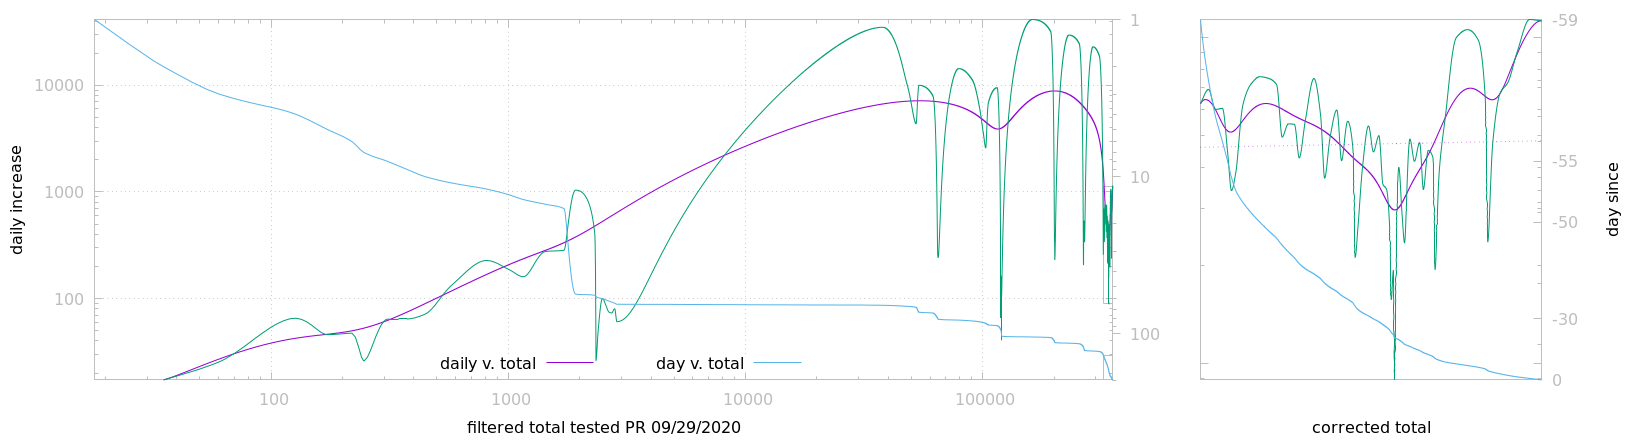 daily increase
10000
1000
100
100
1000
10000
100000
1
10
100
daily v. total
day v. total
filtered total tested PR 09/29/2020
-59
-55
-50
-30
0
day since
corrected total